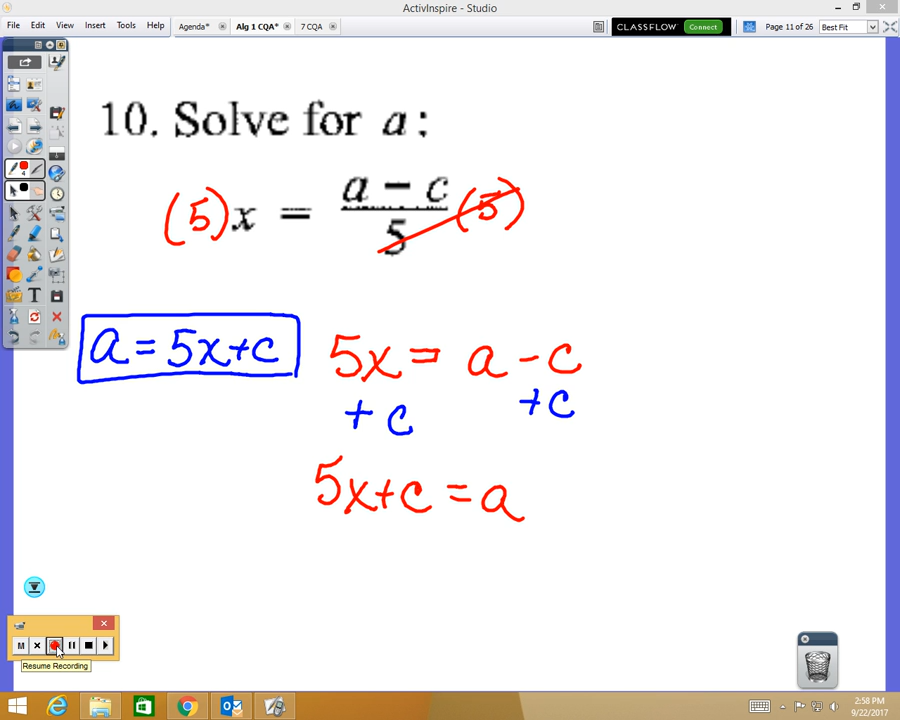 ActivInspire - Studio
File Edit View Insert Tools Help Agenda* Alg 1 CQA* 7 CQA CLASSFLOW Connect Page 11 of 26 Best Fit
10. Solve for a:
(5)x = a - c / 5 (5)
a = 5x+c
5x = a - c
+ c + c
5x+c = a
M
Resume Recording
2:58 PM
9/22/2017